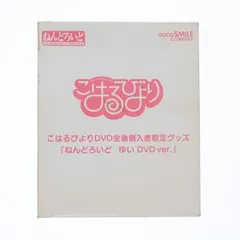 ねんどろいど
GOOD SMILE
COMPANY
こはるびより
こはるびよりDVD全巻購入者限定グッズ
「ねんどろいど ゆい DVD ver.」